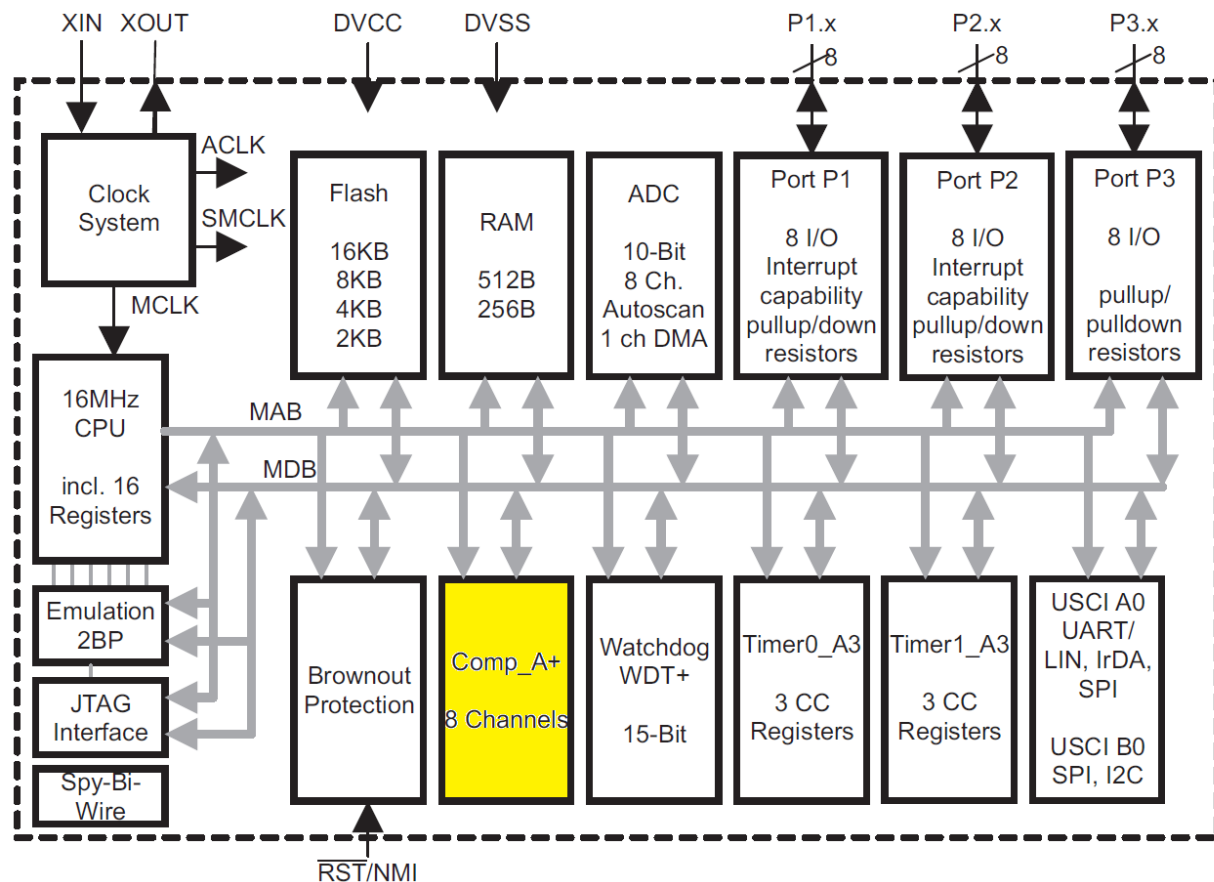 XIN XOUT DVCC DVSS P1.x P2.x P3.x
8 8 8
Clock
System
ACLK
SMCLK
MCLK
Flash
16KB
8KB
4KB
2KB
RAM
512B
256B
ADC
10-Bit
8 Ch.
Autoscan
1 ch DMA
Port P1
8 I/O
Interrupt
capability
pullup/down
resistors
Port P2
8 I/O
Interrupt
capability
pullup/down
resistors
Port P3
8 I/O
pullup/
pulldown
resistors
16MHz
CPU
incl. 16
Registers
MAB
MDB
Emulation
2BP
JTAG
Interface
Spy-Bi-
Wire
Brownout
Protection
Comp_A+
8 Channels
Watchdog
WDT+
15-Bit
Timer0_A3
3 CC
Registers
Timer1_A3
3 CC
Registers
USCI A0
UART/
LIN, IrDA,
SPI
USCI B0
SPI, I2C
RST/NMI